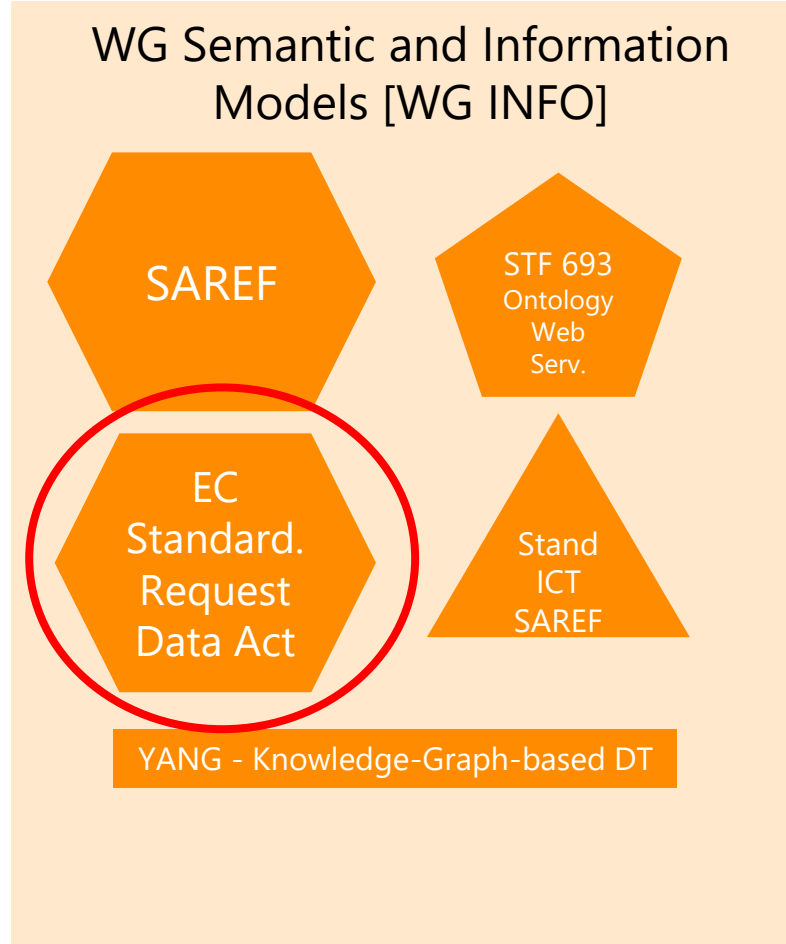 WG Semantic and Information
Models [WG INFO]
SAREF
STF 693
Ontology
Web
Serv.
EC
Standard.
Request
Data Act
Stand
ICT
SAREF
YANG - Knowledge-Graph-based DT